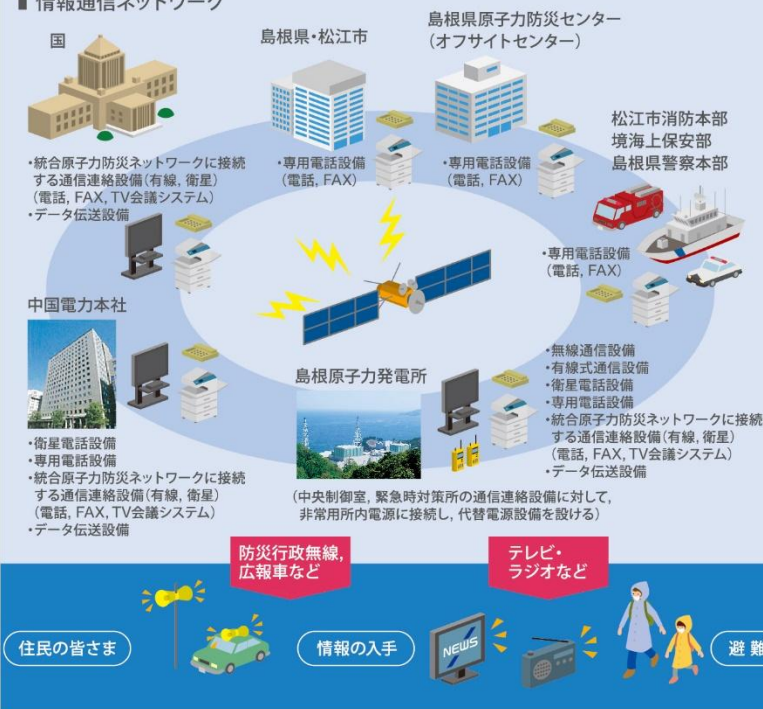 ■ 情報通信ネットワーク
国
島根県・松江市
島根県原子力防災センター
(オフサイトセンター)
松江市消防本部
境海上保安部
島根県警察本部
・統合原子力防災ネットワークに接続
する通信連絡設備(有線, 衛星)
(電話, FAX, TV会議システム)
・データ伝送設備
・専用電話設備
(電話, FAX)
・専用電話設備
(電話, FAX)
・専用電話設備
(電話, FAX)
中国電力本社
・衛星電話設備
・専用電話設備
・統合原子力防災ネットワークに接続
する通信連絡設備(有線, 衛星)
(電話, FAX, TV会議システム)
・データ伝送設備
島根原子力発電所
・無線通信設備
・有線式通信設備
・衛星電話設備
・専用電話設備
・統合原子力防災ネットワークに接続
する通信連絡設備(有線, 衛星)
(電話, FAX, TV会議システム)
・データ伝送設備
(中央制御室, 緊急時対策所の通信連絡設備に対して,
非常用所内電源に接続し, 代替電源設備を設ける)
防災行政無線,
広報車など
テレビ・
ラジオなど
住民の皆さま
情報の入手
NEWS
避難